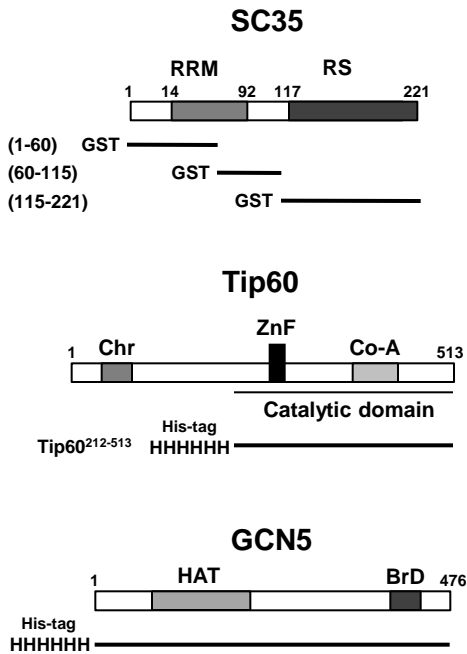 SC35
RRM RS
1 14 92 117 221
(1-60) GST
(60-115) GST
(115-221) GST
Tip60
ZnF
1 Chr Co-A 513
Catalytic domain
His-tag
Tip60²¹²⁻⁵¹³ HHHHHH
GCN5
1 HAT BrD 476
His-tag
HHHHHH